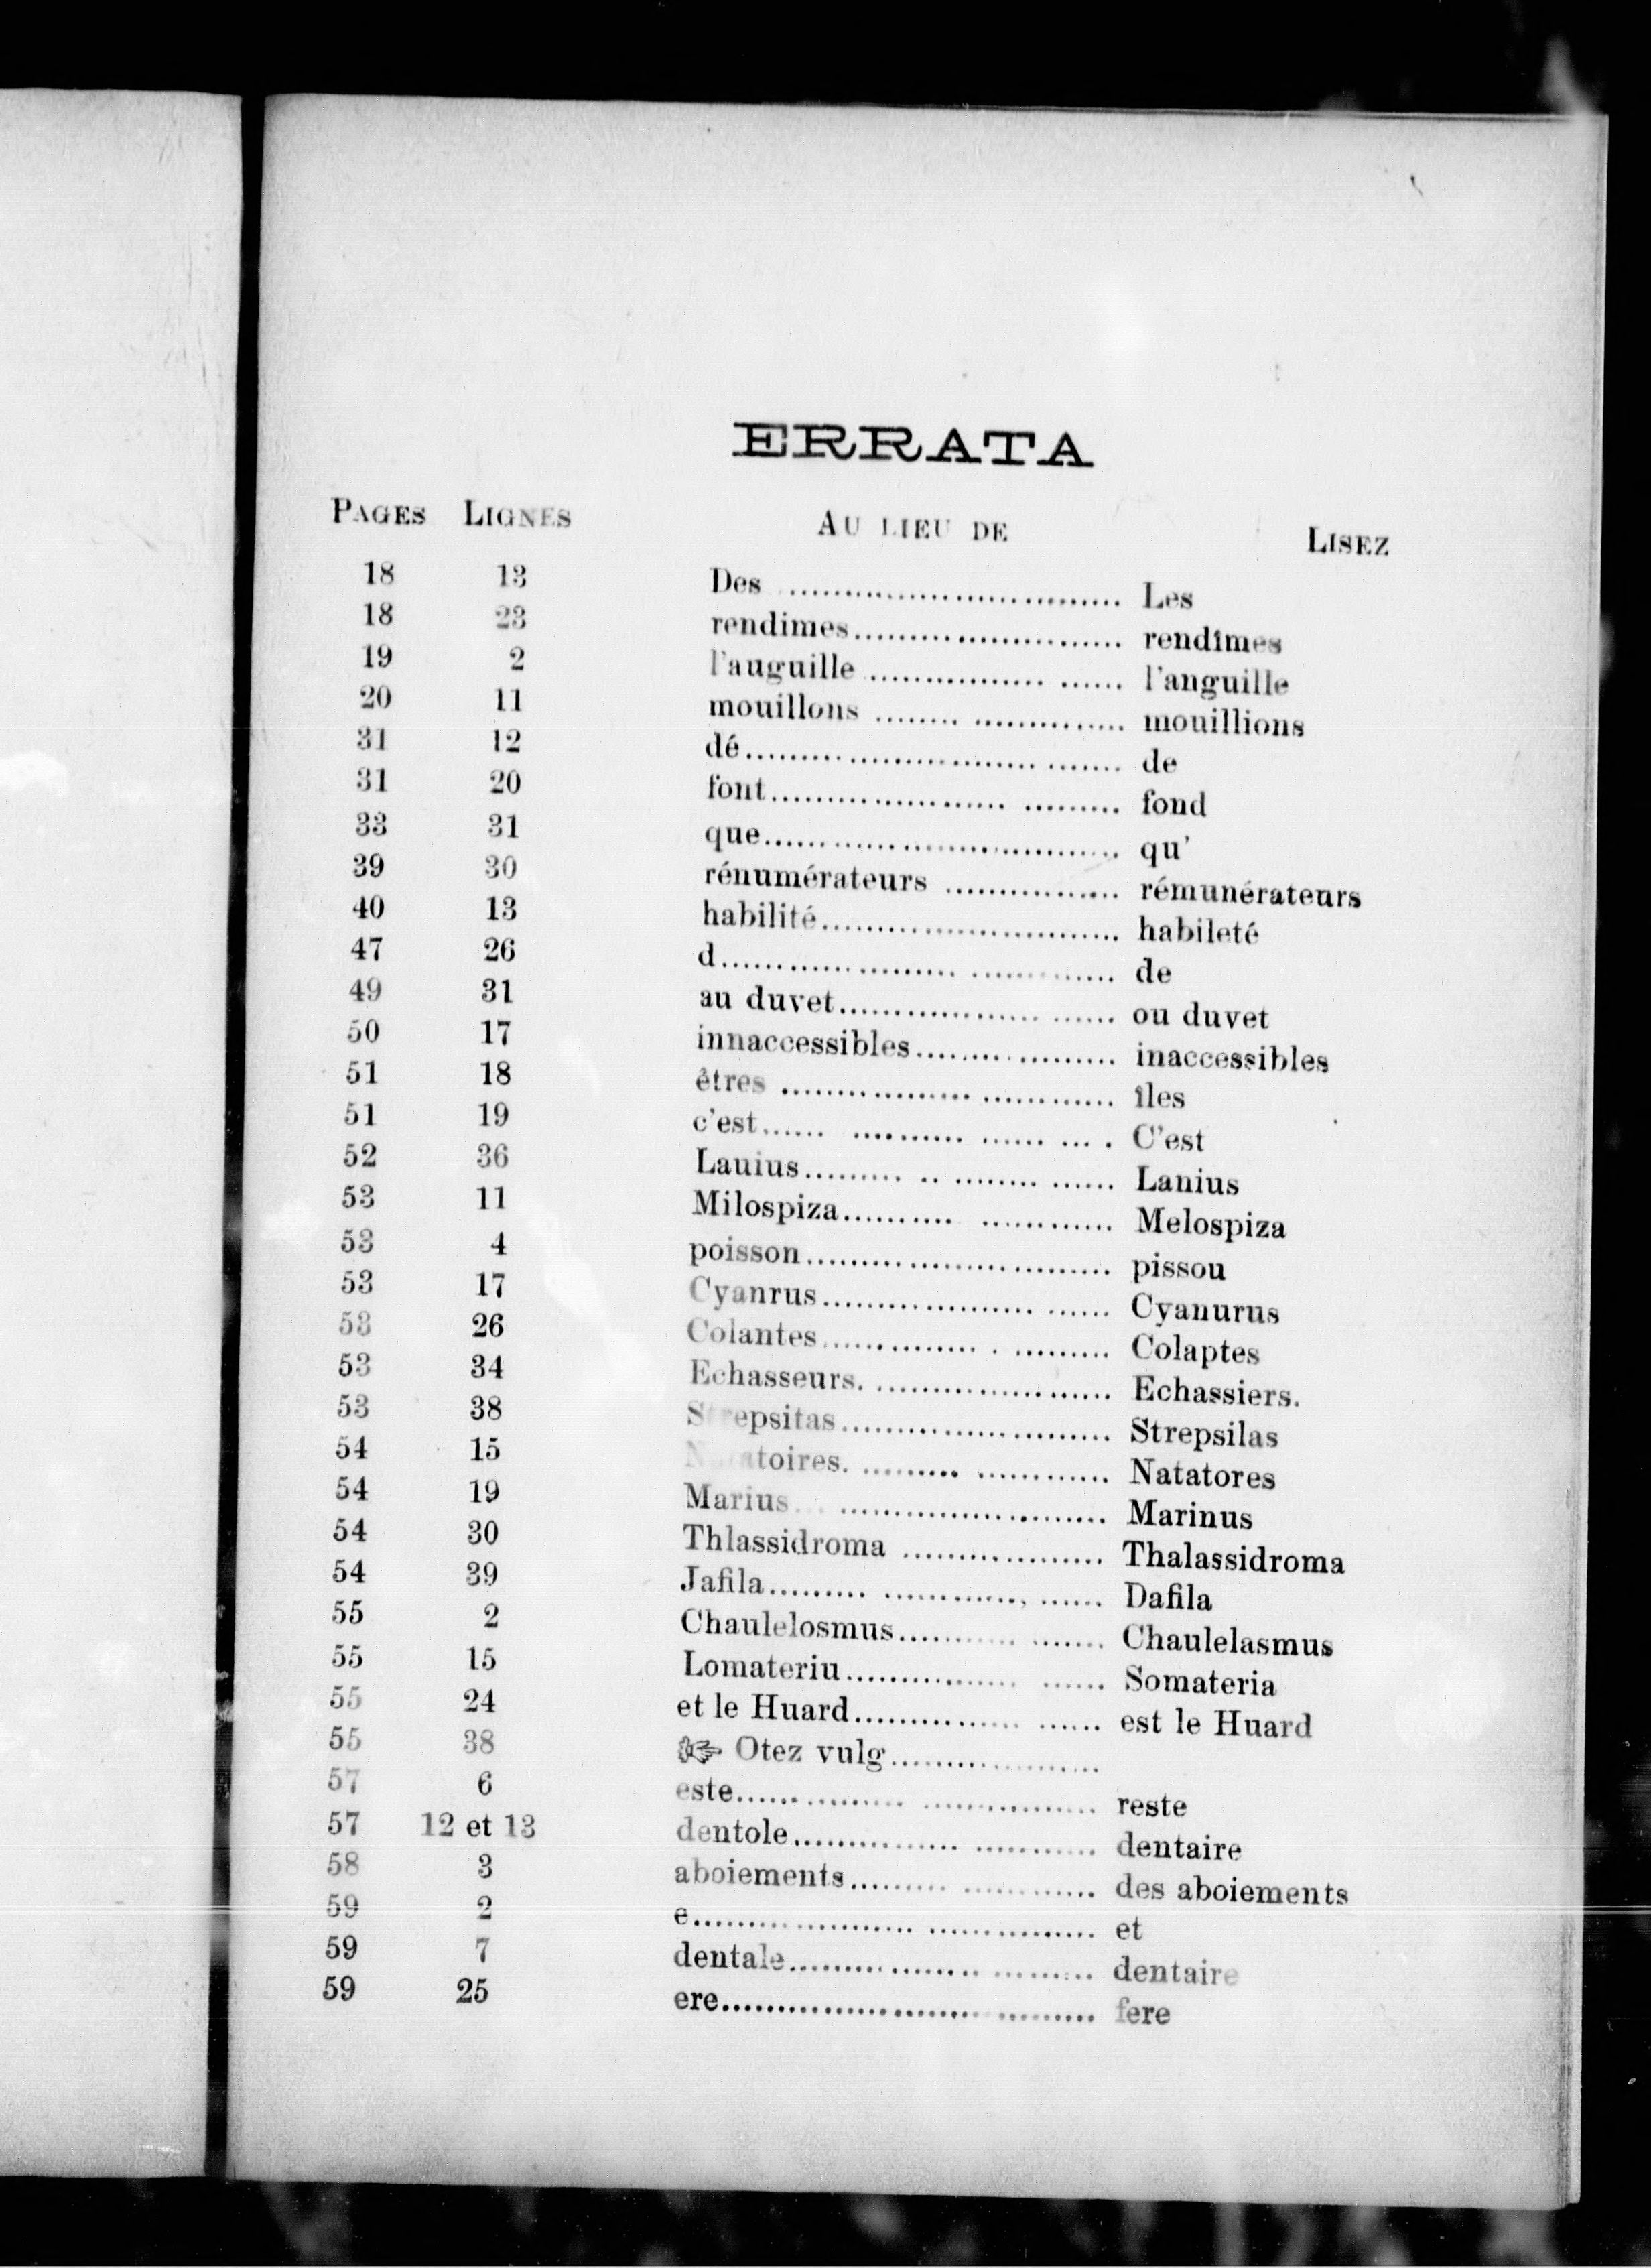 ERRATA
PAGES LIGNES AU LIEU DE LISEZ
18 13 Des .............................. Les
18 23 rendimes........................ rendîmes
19 2 l'auguille ...................... l'anguille
20 11 mouillons ...................... mouillions
31 12 dé.................................. de
31 20 font............................... fond
33 31 que................................ qu'
39 30 rénumérateurs ................ rémunérateurs
40 13 habilité........................... habileté
47 26 d................................... de
49 31 au duvet........................ ou duvet
50 17 innaccessibles.................. inaccessibles
51 18 êtres ............................. îles
51 19 c'est............................... C'est
52 36 Lauius........................... Lanius
53 11 Milospiza........................ Melospiza
53 4 poisson........................... pissou
53 17 Cyanrus......................... Cyanurus
53 26 Colantes......................... Colaptes
53 34 Echasseurs. ..................... Echassiers.
53 38 Strepsitas........................ Strepsilas
54 15 toires. ..................... Natatores
54 19 Marius........................... Marinus
54 30 Thlassidroma .................. Thalassidroma
54 39 Jafila.............................. Dafila
55 2 Chaulelosmus................... Chaulelasmus
55 15 Lomateriu....................... Somateria
55 24 et le Huard...................... est le Huard
55 38 ☞ Otez vulg...................
57 6 este................................ reste
57 12 et 13 dentole........................... dentaire
58 3 aboiements...................... des aboiements
59 2 e.................................... et
59 7 dentale........................... dentaire
59 25 ere................................. fere